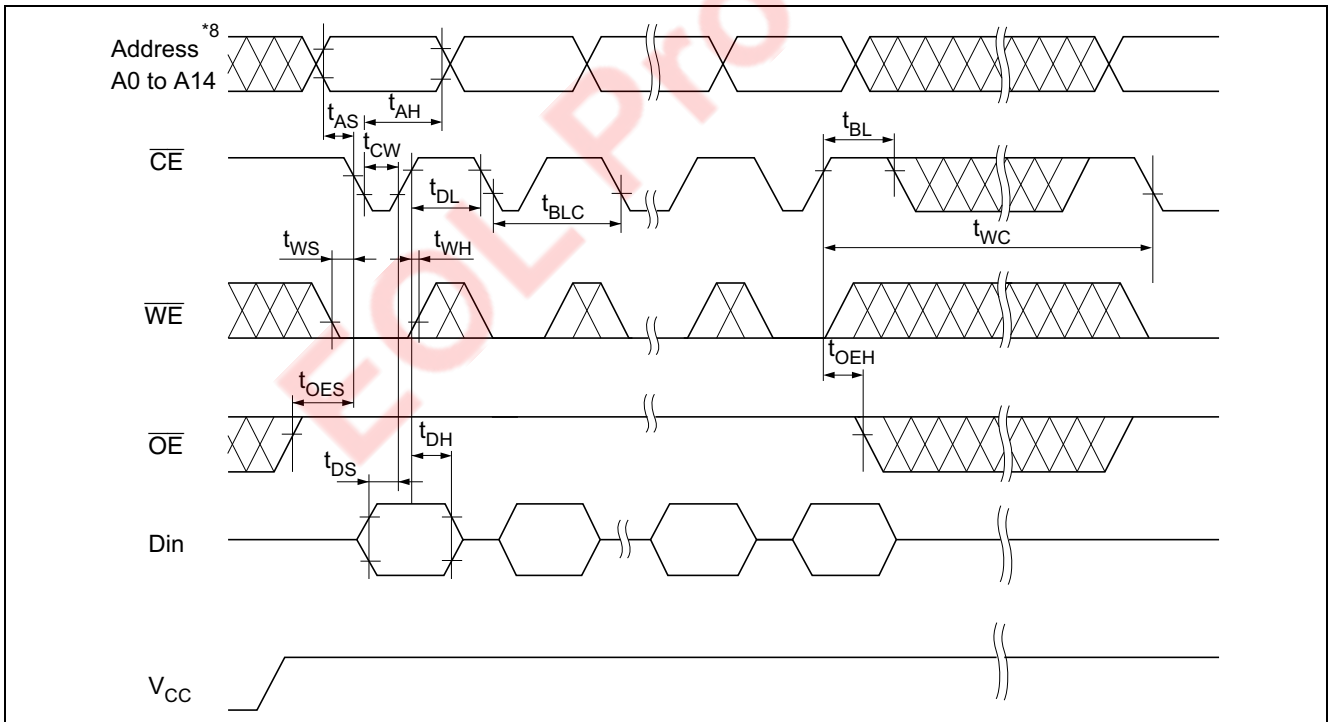 *8
Address
A0 to A14
tAS
tAH
tCW
tBL
CE
tDL
tBLC
tWC
tWS
tWH
WE
tOEH
tOES
OE
tDH
tDS
Din
VCC
EOL Pro